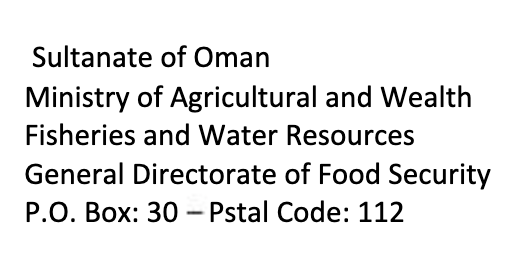 Sultanate of Oman
Ministry of Agricultural and Wealth
Fisheries and Water Resources
General Directorate of Food Security
P.O. Box: 30 – Pstal Code: 112